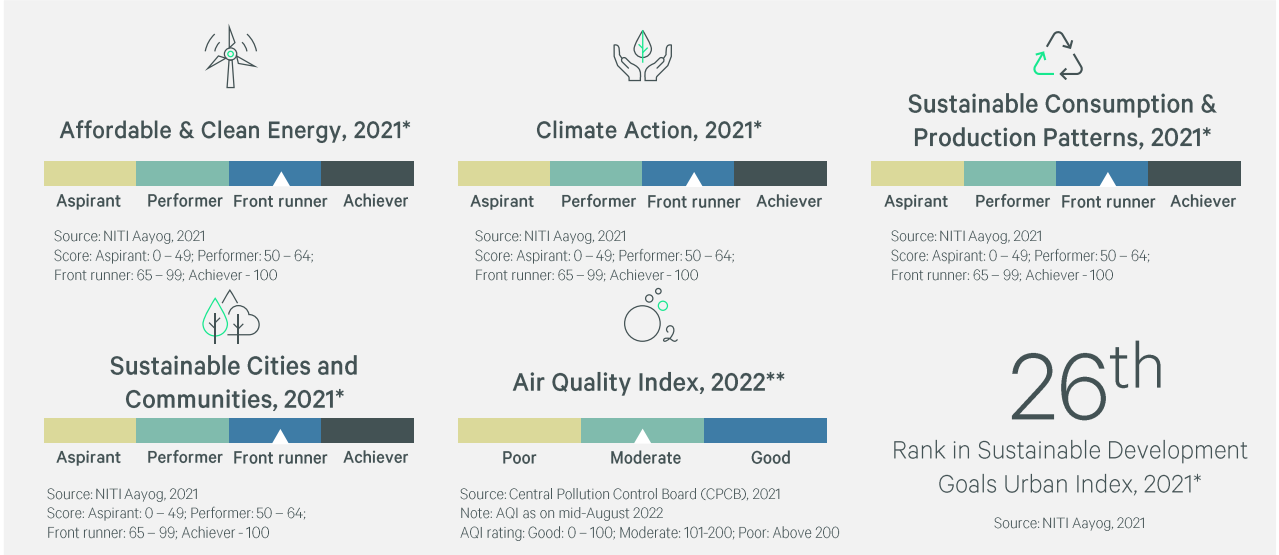 Affordable & Clean Energy, 2021*
Aspirant Performer Front runner Achiever
Source: NITI Aayog, 2021
Score: Aspirant: 0 – 49; Performer: 50 – 64;
Front runner: 65 – 99; Achiever - 100
Climate Action, 2021*
Aspirant Performer Front runner Achiever
Source: NITI Aayog, 2021
Score: Aspirant: 0 – 49; Performer: 50 – 64;
Front runner: 65 – 99; Achiever - 100
Sustainable Consumption &
Production Patterns, 2021*
Aspirant Performer Front runner Achiever
Source: NITI Aayog, 2021
Score: Aspirant: 0 – 49; Performer: 50 – 64;
Front runner: 65 – 99; Achiever - 100
Sustainable Cities and
Communities, 2021*
Aspirant Performer Front runner Achiever
Source: NITI Aayog, 2021
Score: Aspirant: 0 – 49; Performer: 50 – 64;
Front runner: 65 – 99; Achiever - 100
2
Air Quality Index, 2022**
Poor Moderate Good
Source: Central Pollution Control Board (CPCB), 2021
Note: AQI as on mid-August 2022
AQI rating: Good: 0 – 100; Moderate: 101-200; Poor: Above 200
26th
Rank in Sustainable Development
Goals Urban Index, 2021*
Source: NITI Aayog, 2021